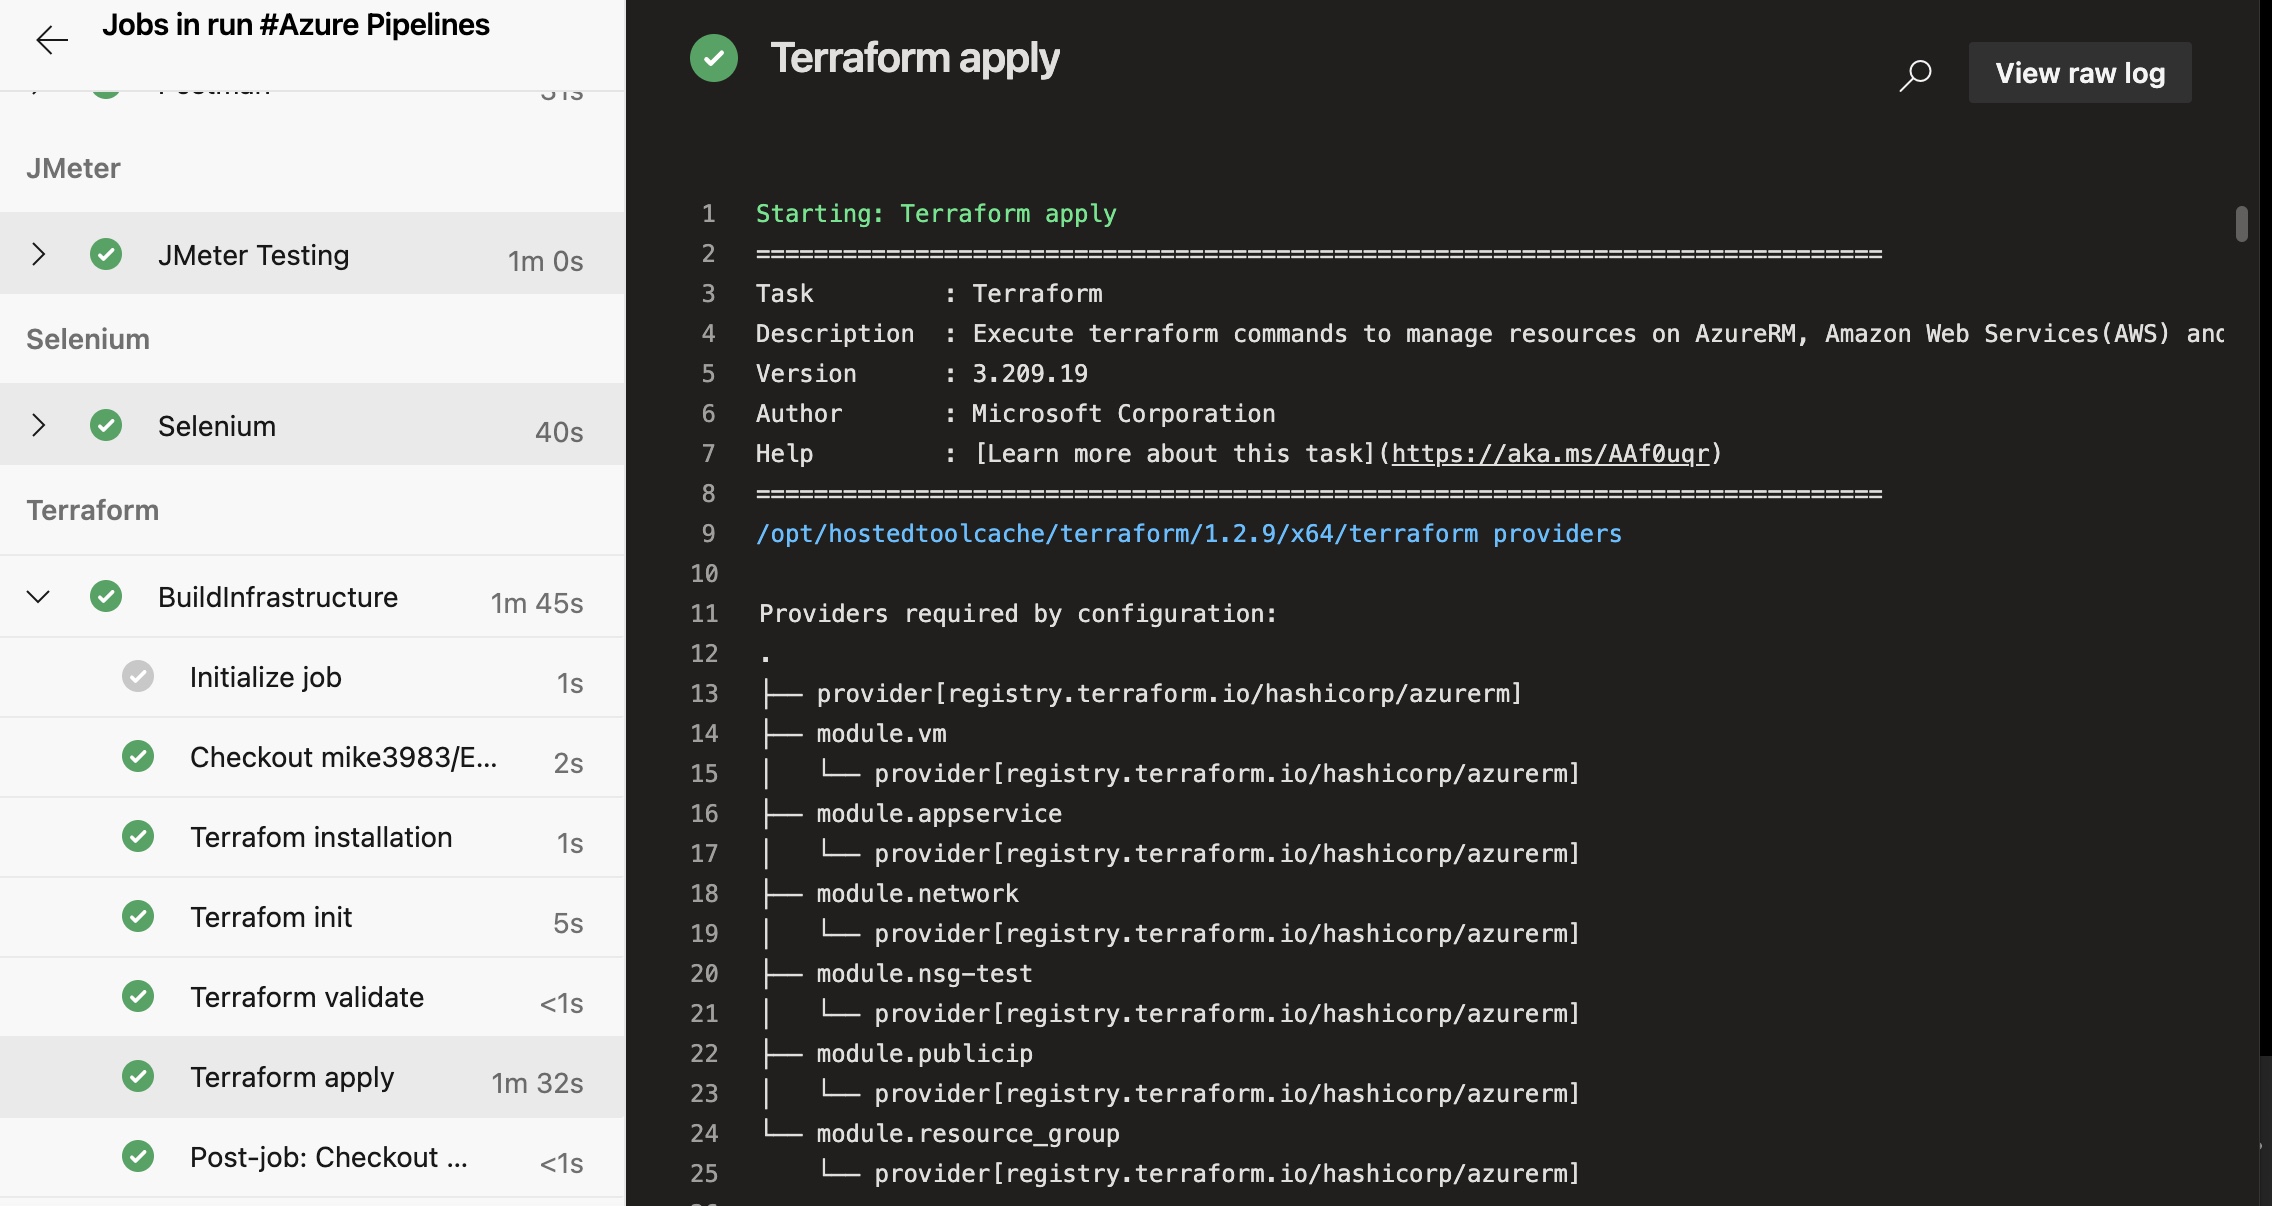 Jobs in run #Azure Pipelines
Postman 51s
JMeter
JMeter Testing 1m 0s
Selenium
Selenium 40s
Terraform
BuildInfrastructure 1m 45s
Initialize job 1s
Checkout mike3983/E... 2s
Terrafom installation 1s
Terrafom init 5s
Terraform validate <1s
Terraform apply 1m 32s
Post-job: Checkout ... <1s
Terraform apply
View raw log
1 Starting: Terraform apply
2 ==============================================================================
3 Task : Terraform
4 Description : Execute terraform commands to manage resources on AzureRM, Amazon Web Services(AWS) and
5 Version : 3.209.19
6 Author : Microsoft Corporation
7 Help : [Learn more about this task](https://aka.ms/AAf0uqr)
8 ==============================================================================
9 /opt/hostedtoolcache/terraform/1.2.9/x64/terraform providers
10
11 Providers required by configuration:
12 .
13 ├── provider[registry.terraform.io/hashicorp/azurerm]
14 ├── module.vm
15 │   └── provider[registry.terraform.io/hashicorp/azurerm]
16 ├── module.appservice
17 │   └── provider[registry.terraform.io/hashicorp/azurerm]
18 ├── module.network
19 │   └── provider[registry.terraform.io/hashicorp/azurerm]
20 ├── module.nsg-test
21 │   └── provider[registry.terraform.io/hashicorp/azurerm]
22 ├── module.publicip
23 │   └── provider[registry.terraform.io/hashicorp/azurerm]
24 └── module.resource_group
25     └── provider[registry.terraform.io/hashicorp/azurerm]